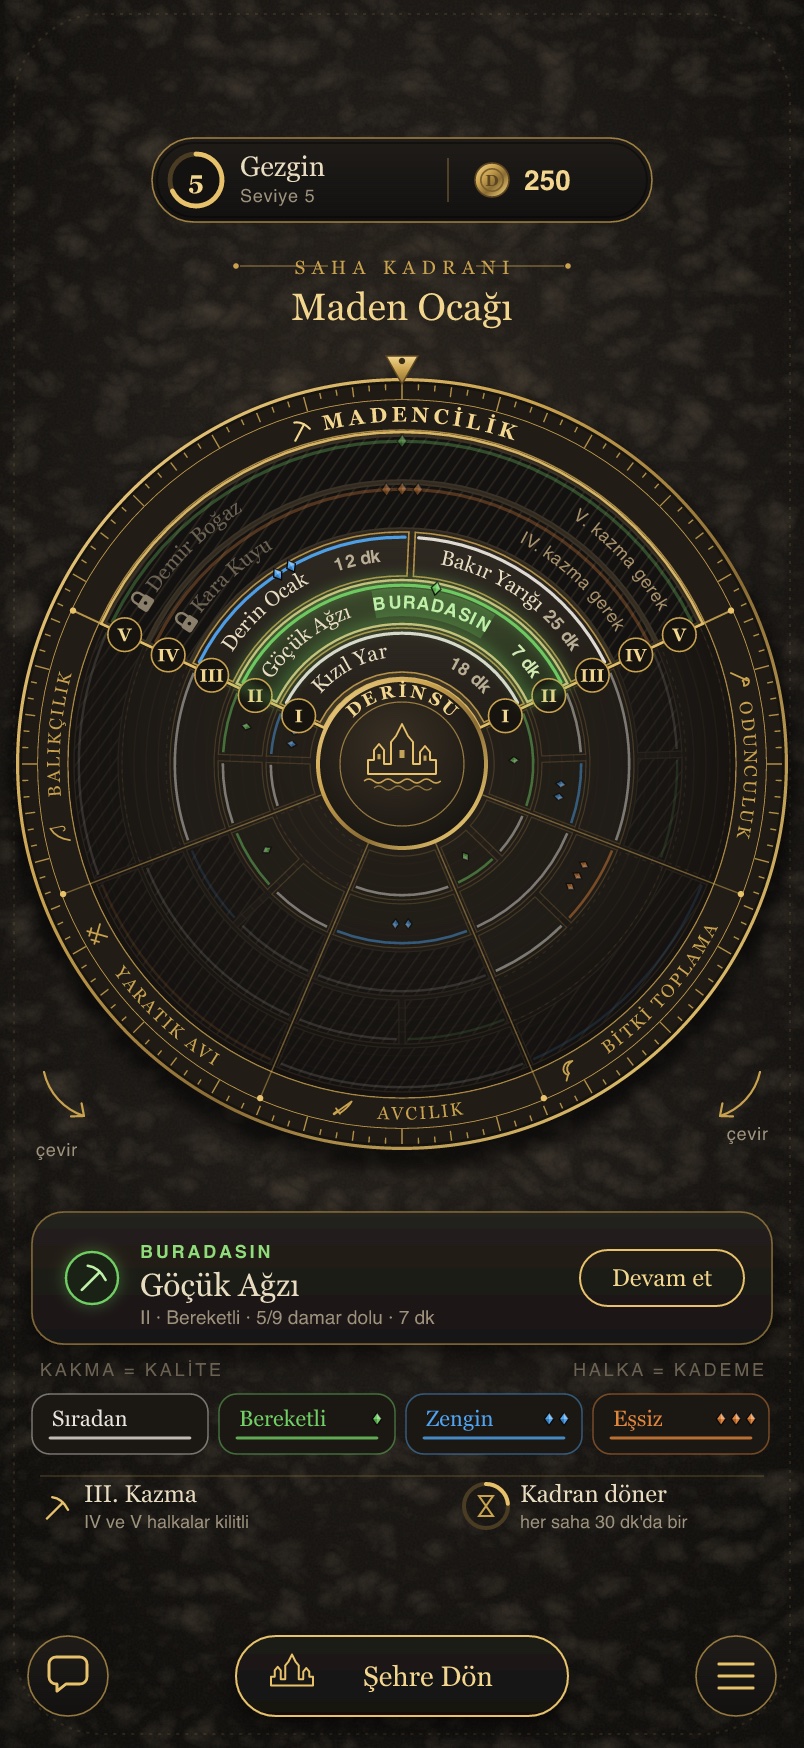 5
Gezgin
Seviye 5
D
250
SAHA KADRANI
Maden Ocağı
MADENCİLİK
Demir Boğaz
V. kazma gerek
Kara Kuyu
IV. kazma gerek
Derin Ocak
12 dk
Bakır Yarığı
25 dk
Göçük Ağzı
BURADASIN
7 dk
Kızıl Yar
18 dk
V
IV
III
II
I
I
II
III
IV
V
DERİNSU
BALIKÇILIK
ODUNCULUK
YARATIK AVI
BİTKİ TOPLAMA
AVCILIK
çevir
çevir
BURADASIN
Göçük Ağzı
II · Bereketli · 5/9 damar dolu · 7 dk
Devam et
KAKMA = KALİTE
HALKA = KADEME
Sıradan
Bereketli
Zengin
Eşsiz
III. Kazma
IV ve V halkalar kilitli
Kadran döner
her saha 30 dk'da bir
Şehre Dön